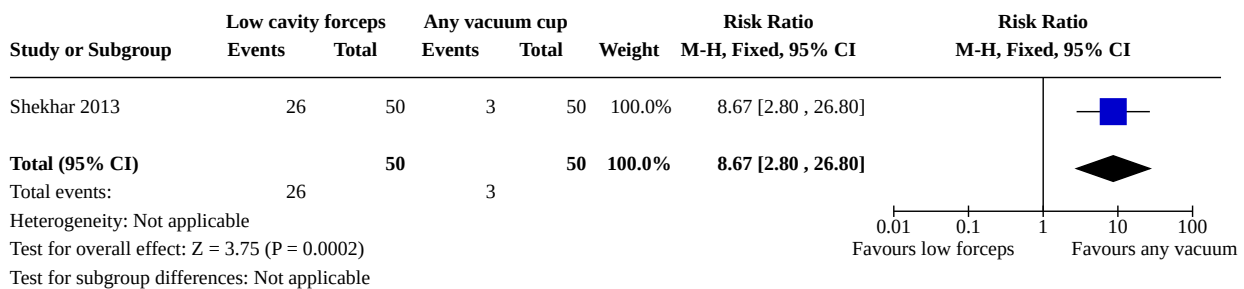 Low cavity forceps Any vacuum cup Risk Ratio Risk Ratio
Study or Subgroup Events Total Events Total Weight M-H, Fixed, 95% CI M-H, Fixed, 95% CI
Shekhar 2013 26 50 3 50 100.0% 8.67 [2.80 , 26.80]
Total (95% CI) 50 50 100.0% 8.67 [2.80 , 26.80]
Total events: 26 3
Heterogeneity: Not applicable
0.01 0.1 1 10 100
Test for overall effect: Z = 3.75 (P = 0.0002) Favours low forceps Favours any vacuum
Test for subgroup differences: Not applicable